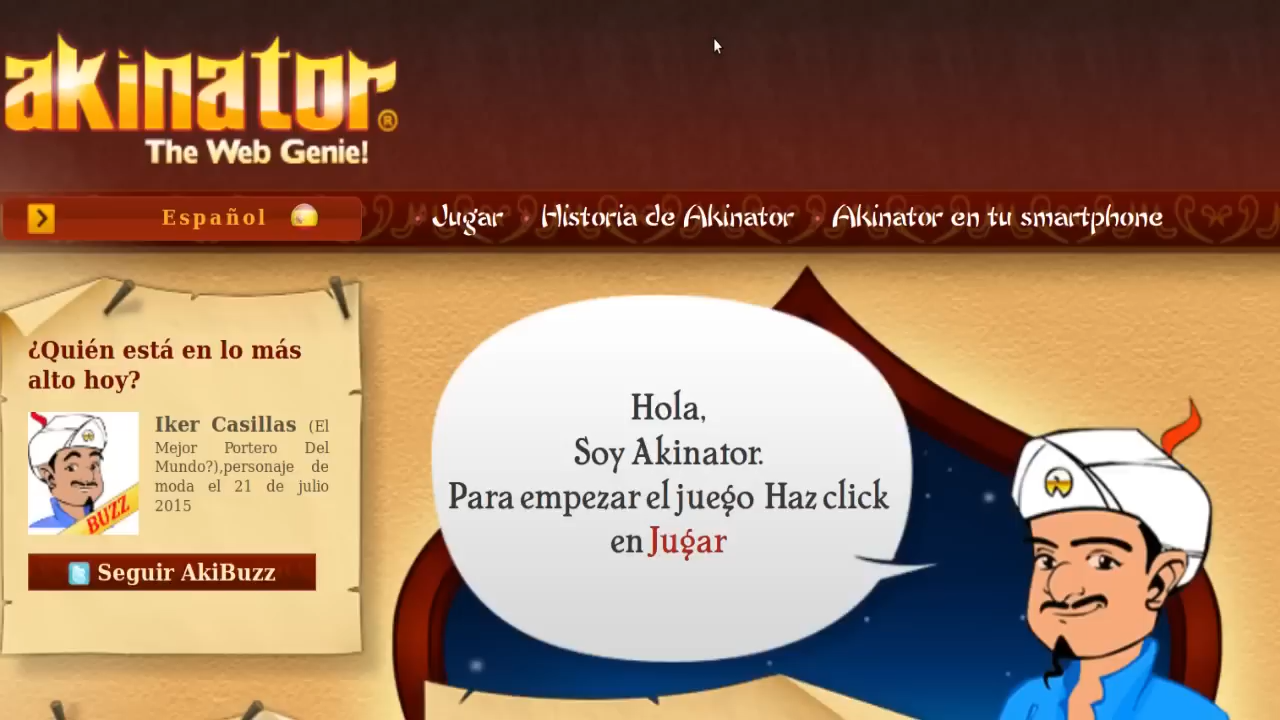 akinator®
The Web Genie!
Español
Jugar
Historia de Akinator
Akinator en tu smartphone
¿Quién está en lo más
alto hoy?
Iker Casillas (El
Mejor Portero Del
Mundo?),personaje de
moda el 21 de julio
2015
BUZZ
Seguir AkiBuzz
Hola,
Soy Akinator.
Para empezar el juego Haz click
en Jugar